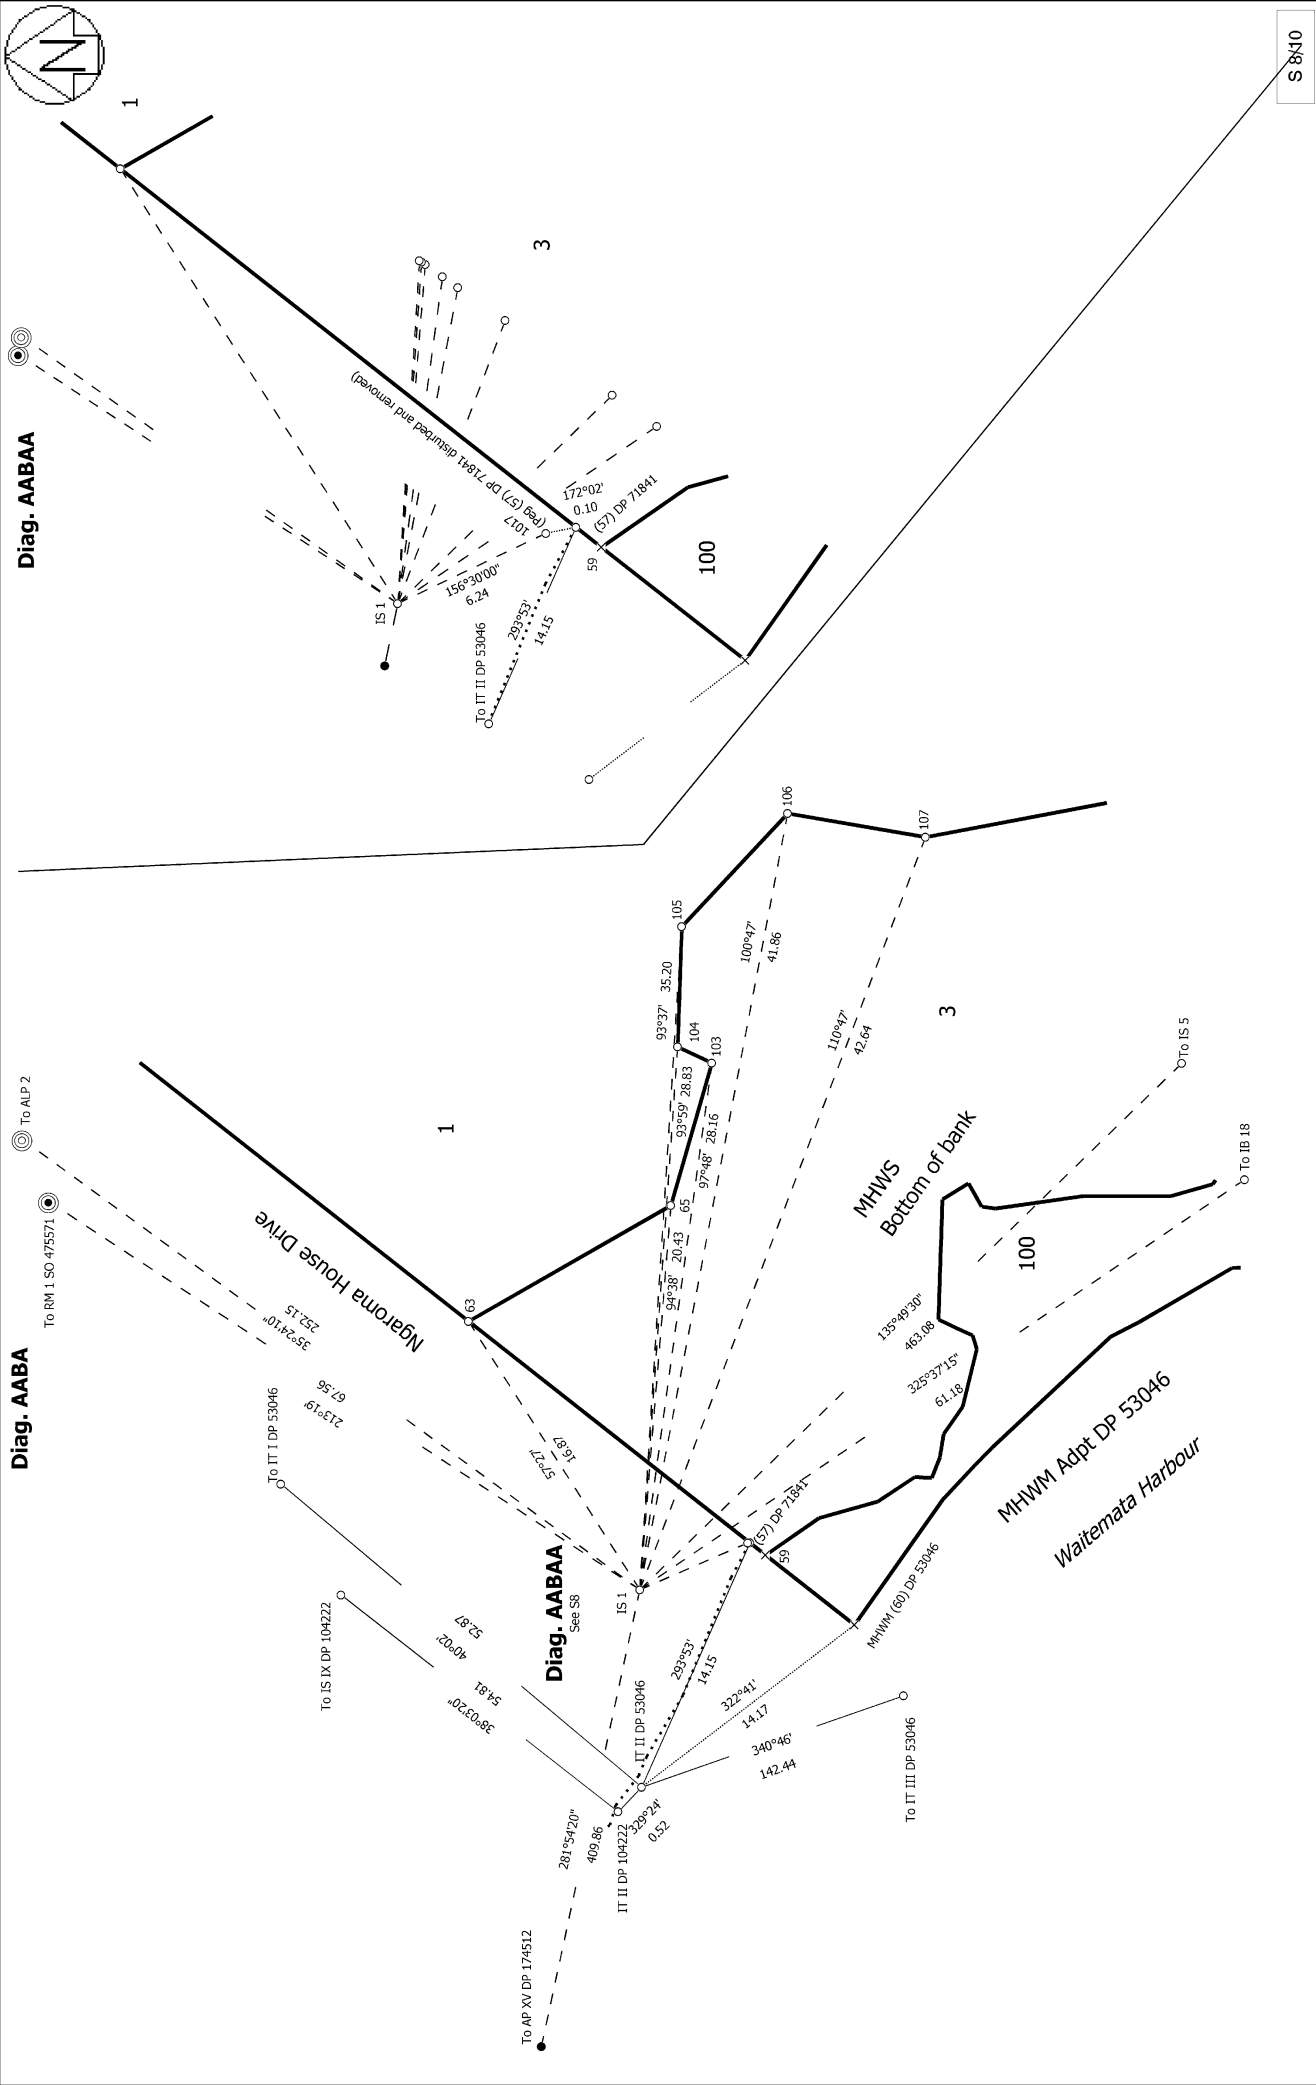 S 8/10
N
Diag. AABA
To RM 1 SO 475571
To ALP 2
35°24'10"
252.15
213°19'
67.56
Ngaroma House Drive
1
To IT I DP 53046
To IS IX DP 104222
40°02'
52.87
38°03'20"
54.81
57°27'
16.87
63
65
94°38'
20.43
97°48'
28.16
93°59'
28.83
103
104
93°37'
35.20
105
106
100°47'
41.86
107
110°47'
42.64
3
Diag. AABAA
See S8
IS 1
To AP XV DP 174512
281°54'20"
409.86
IT II DP 104222
329°24'
0.52
IT II DP 53046
293°53'
14.15
322°41'
14.17
340°46'
142.44
To IT III DP 53046
(57) DP 71841
59
MHWM (60) DP 53046
135°49'30"
463.08
325°37'15"
61.18
MHWS
Bottom of bank
100
To IS 5
To IB 18
MHWM Adpt DP 53046
Waitemata Harbour
Diag. AABAA
1
3
IS 1
(Peg (57) DP 71841 disturbed and removed)
1017
172°02'
0.10
156°30'00"
6.24
293°53'
14.15
To IT II DP 53046
(57) DP 71841
59
100